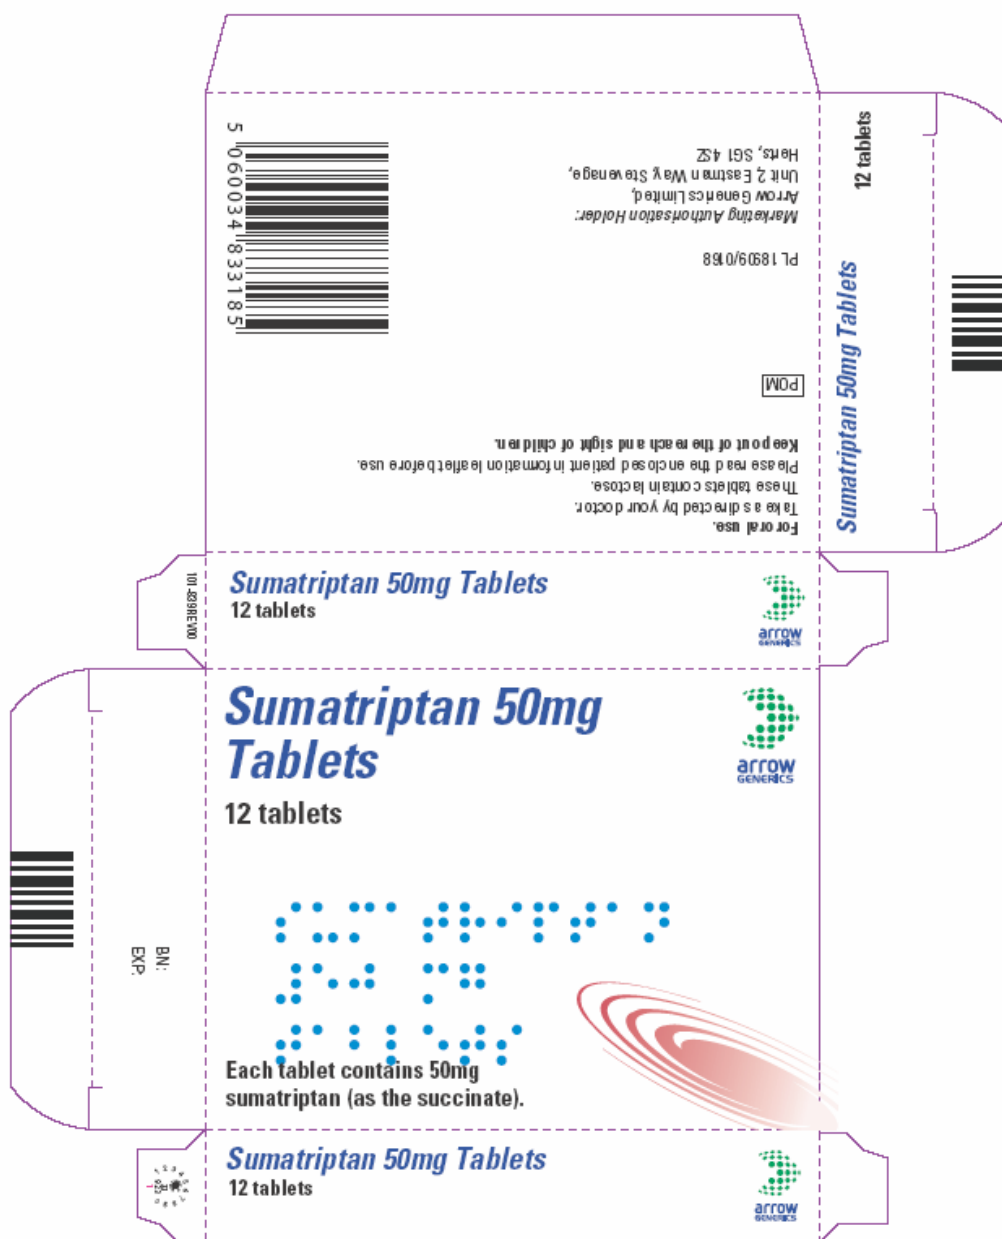 5 060034 833185
Marketing Authorisation Holder:
Arrow Generics Limited,
Unit 2, Eastman Way Stevenage,
Herts, SG1 4SZ
PL 18909/0168
POM
For oral use.
Take as directed by your doctor.
These tablets contain lactose.
Please read the enclosed patient information leaflet before use.
Keep out of the reach and sight of children.
Sumatriptan 50mg Tablets
12 tablets
101-839REV00
Sumatriptan 50mg Tablets
12 tablets
arrow
GENERICS
Sumatriptan 50mg
Tablets
12 tablets
arrow
GENERICS
BN:
EXP:
Each tablet contains 50mg
sumatriptan (as the succinate).
Sumatriptan 50mg Tablets
12 tablets
arrow
GENERICS